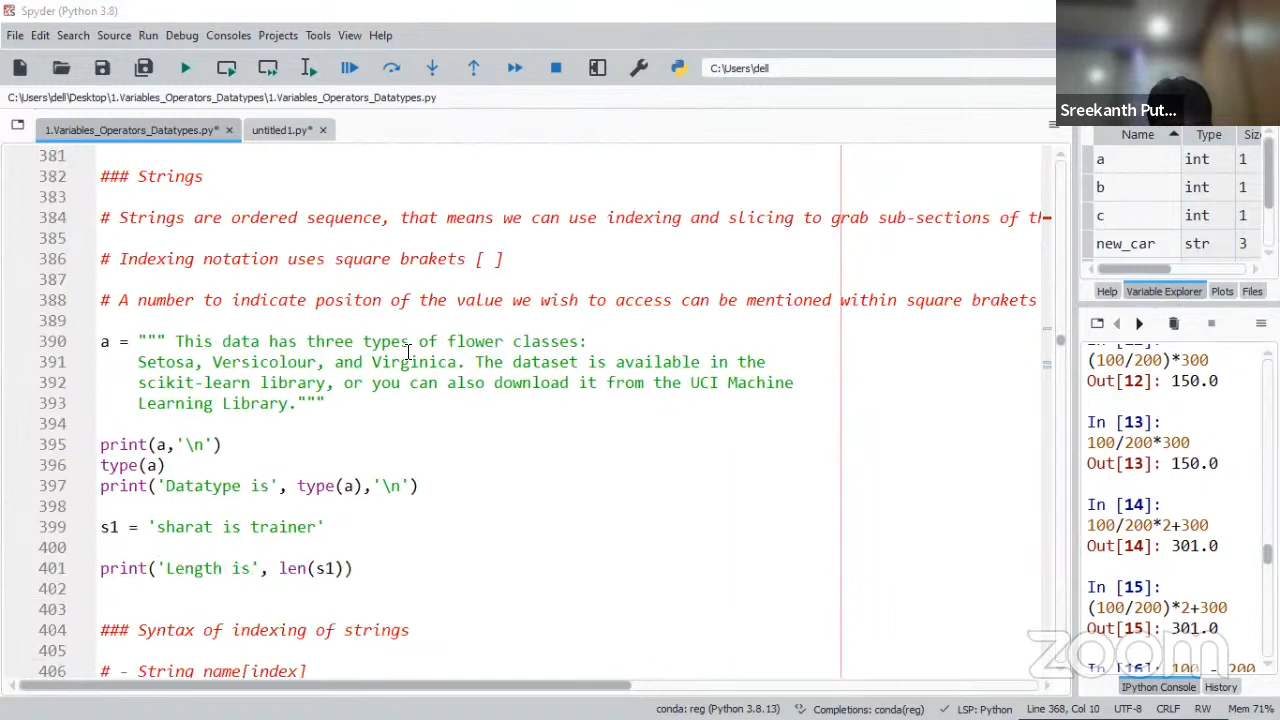 Spyder (Python 3.8)
File Edit Search Source Run Debug Consoles Projects Tools View Help
C:\Users\dell
C:\Users\dell\Desktop\1.Variables_Operators_Datatypes\1.Variables_Operators_Datatypes.py
Sreekanth Put...
1.Variables_Operators_Datatypes.py* untitled1.py*
381
382 ### Strings
383
384 # Strings are ordered sequence, that means we can use indexing and slicing to grab sub-sections of th
385
386 # Indexing notation uses square brakets [ ]
387
388 # A number to indicate positon of the value we wish to access can be mentioned within square brakets
389
390 a = """ This data has three types of flower classes:
391 Setosa, Versicolour, and Virginica. The dataset is available in the
392 scikit-learn library, or you can also download it from the UCI Machine
393 Learning Library."""
394
395 print(a,'\n')
396 type(a)
397 print('Datatype is', type(a),'\n')
398
399 s1 = 'sharat is trainer'
400
401 print('Length is', len(s1))
402
403
404 ### Syntax of indexing of strings
405
406 # - String name[index]
Name Type Siz
a int 1
b int 1
c int 1
new_car str 3
Help Variable Explorer Plots Files
(100/200)*300
Out[12]: 150.0
In [13]:
100/200*300
Out[13]: 150.0
In [14]:
100/200*2+300
Out[14]: 301.0
In [15]:
(100/200)*2+300
Out[15]: 301.0
In [16]: 100 - 200
zoom
IPython Console History
conda: reg (Python 3.8.13) Completions: conda(reg) LSP: Python Line 368, Col 10 UTF-8 CRLF RW Mem 71%